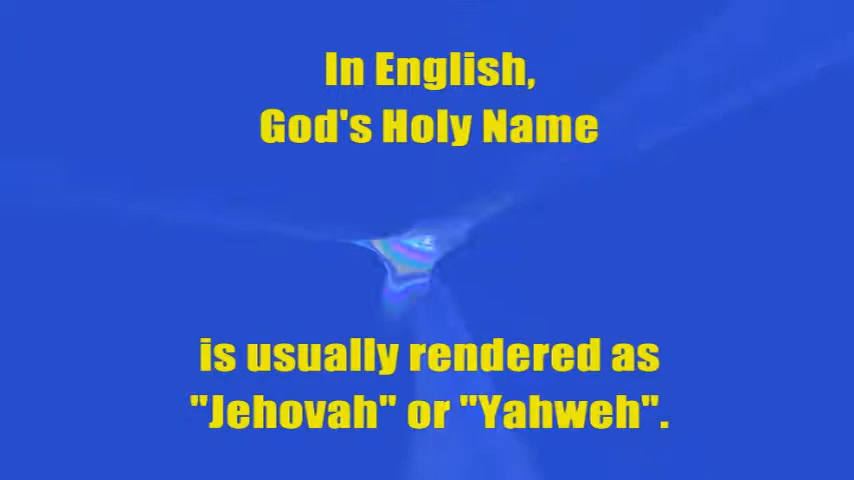 In English,
God's Holy Name
is usually rendered as
"Jehovah" or "Yahweh".